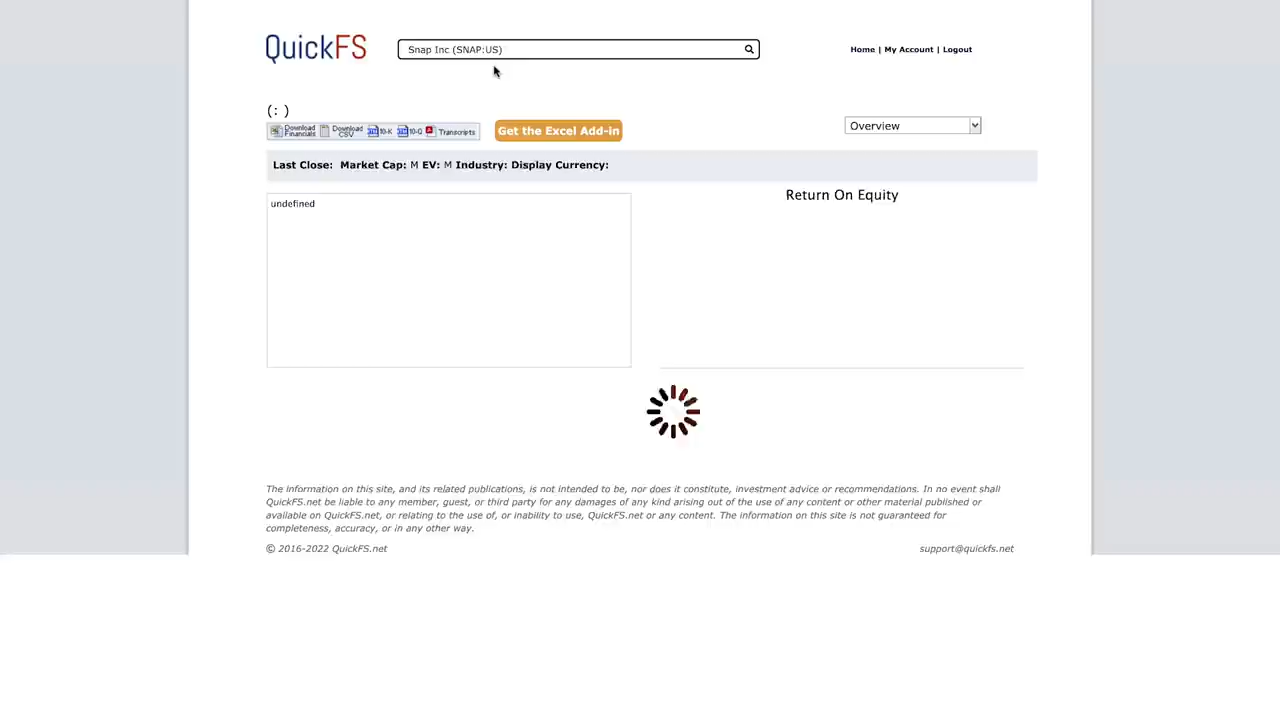 QuickFS
Snap Inc (SNAP:US)
Home | My Account | Logout
(: )
Download Financials Download CSV 10-K 10-Q Transcripts
Get the Excel Add-in
Overview
Last Close: Market Cap: M EV: M Industry: Display Currency:
undefined
Return On Equity
The information on this site, and its related publications, is not intended to be, nor does it constitute, investment advice or recommendations. In no event shall
QuickFS.net be liable to any member, guest, or third party for any damages of any kind arising out of the use of any content or other material published or
available on QuickFS.net, or relating to the use of, or inability to use, QuickFS.net or any content. The information on this site is not guaranteed for
completeness, accuracy, or in any other way.
© 2016-2022 QuickFS.net
support@quickfs.net